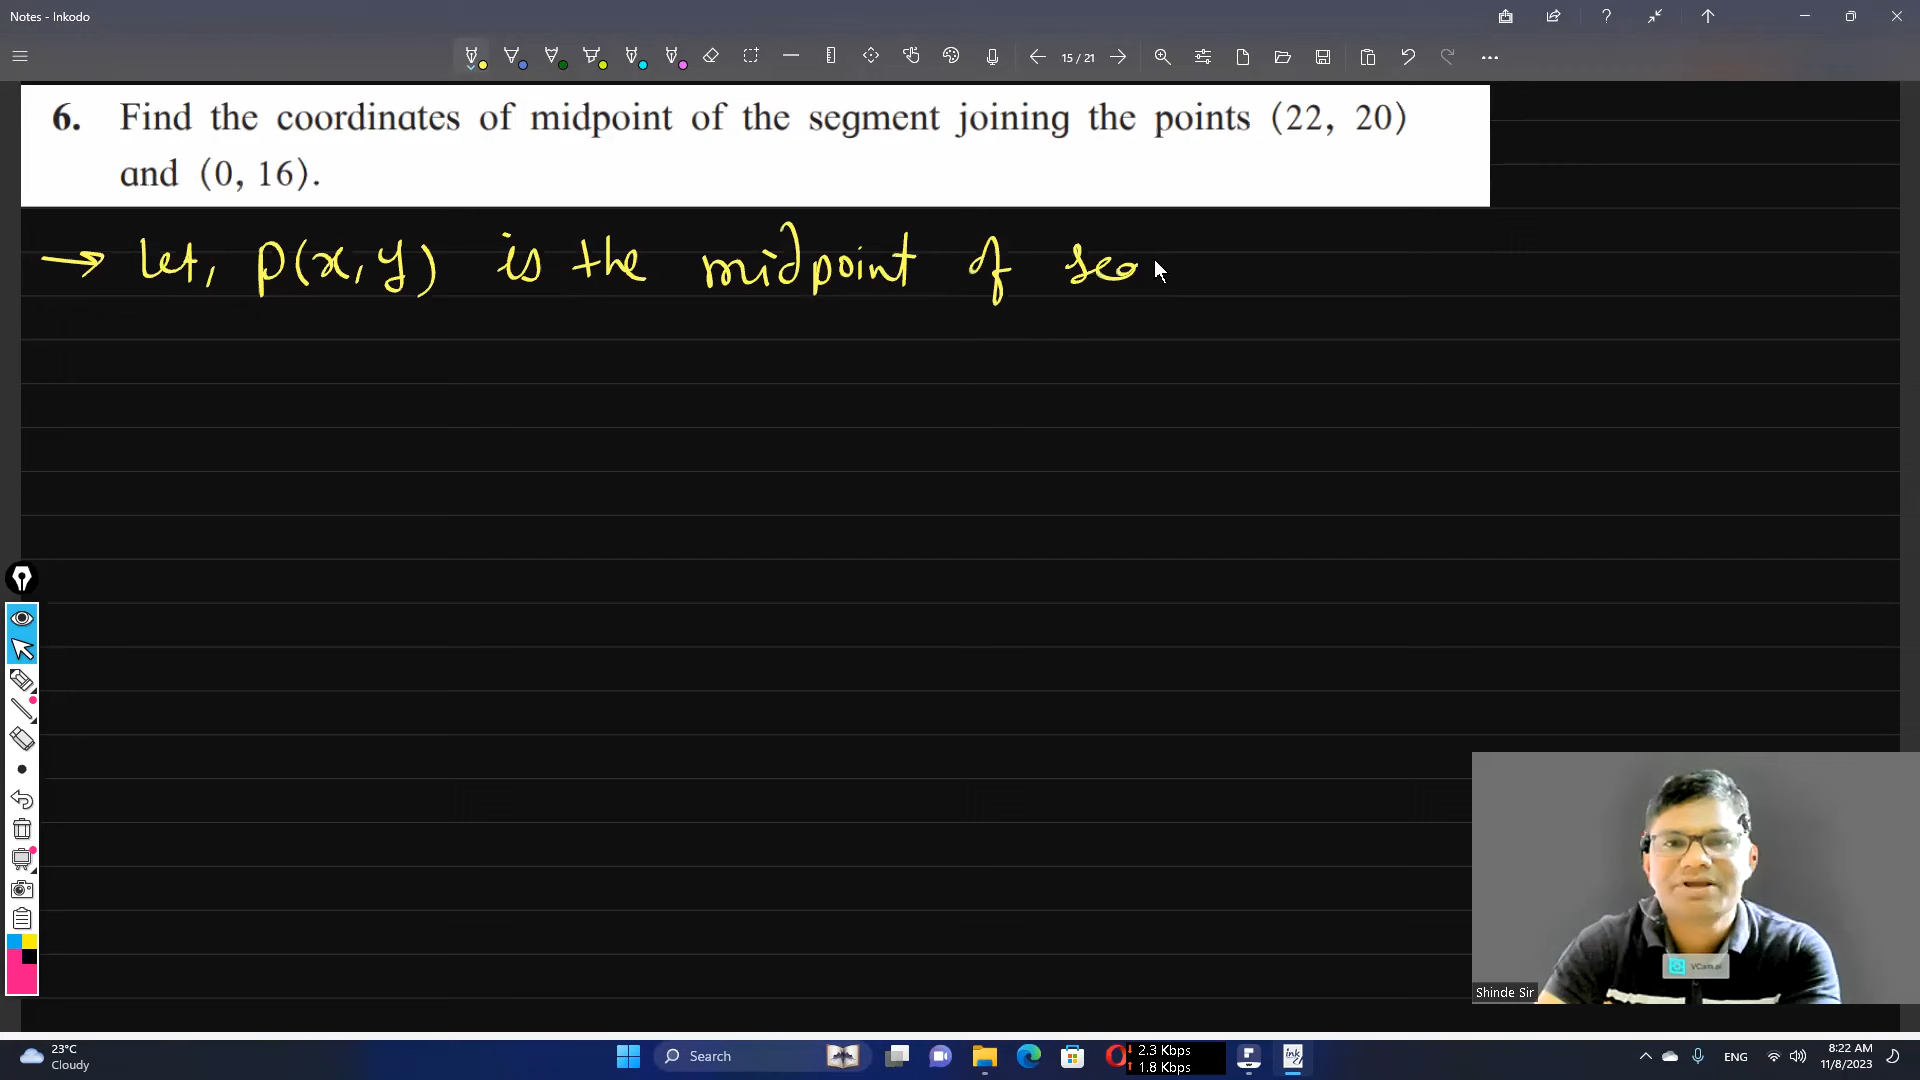 Notes - Inkodo
15 / 21
6. Find the coordinates of midpoint of the segment joining the points (22, 20)
and (0, 16).
→ let, P(x, y) is the midpoint of
Shinde Sir
23°C
Cloudy
Search
2.3 Kbps
1.8 Kbps
ENG
8:22 AM
11/8/2023